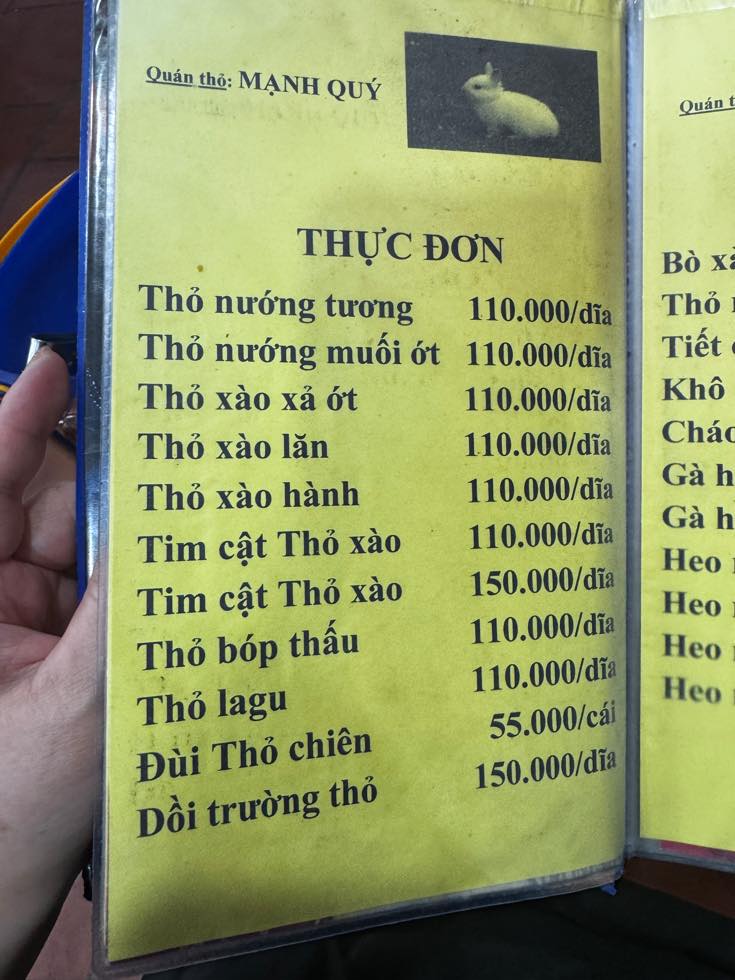 Quán thỏ: MẠNH QUÝ
THỰC ĐƠN
Thỏ nướng tương 110.000/dĩa
Thỏ nướng muối ớt 110.000/dĩa
Thỏ xào xả ớt 110.000/dĩa
Thỏ xào lăn 110.000/dĩa
Thỏ xào hành 110.000/dĩa
Tim cật Thỏ xào 110.000/dĩa
Tim cật Thỏ xào 150.000/dĩa
Thỏ bóp thấu 110.000/dĩa
Thỏ lagu 110.000/dĩa
Đùi Thỏ chiên 55.000/cái
Dồi trường thỏ 150.000/dĩa
Quán
Bò
Thỏ
Tiết
Khô
Gà
Gà
Heo
Heo
Heo
Heo